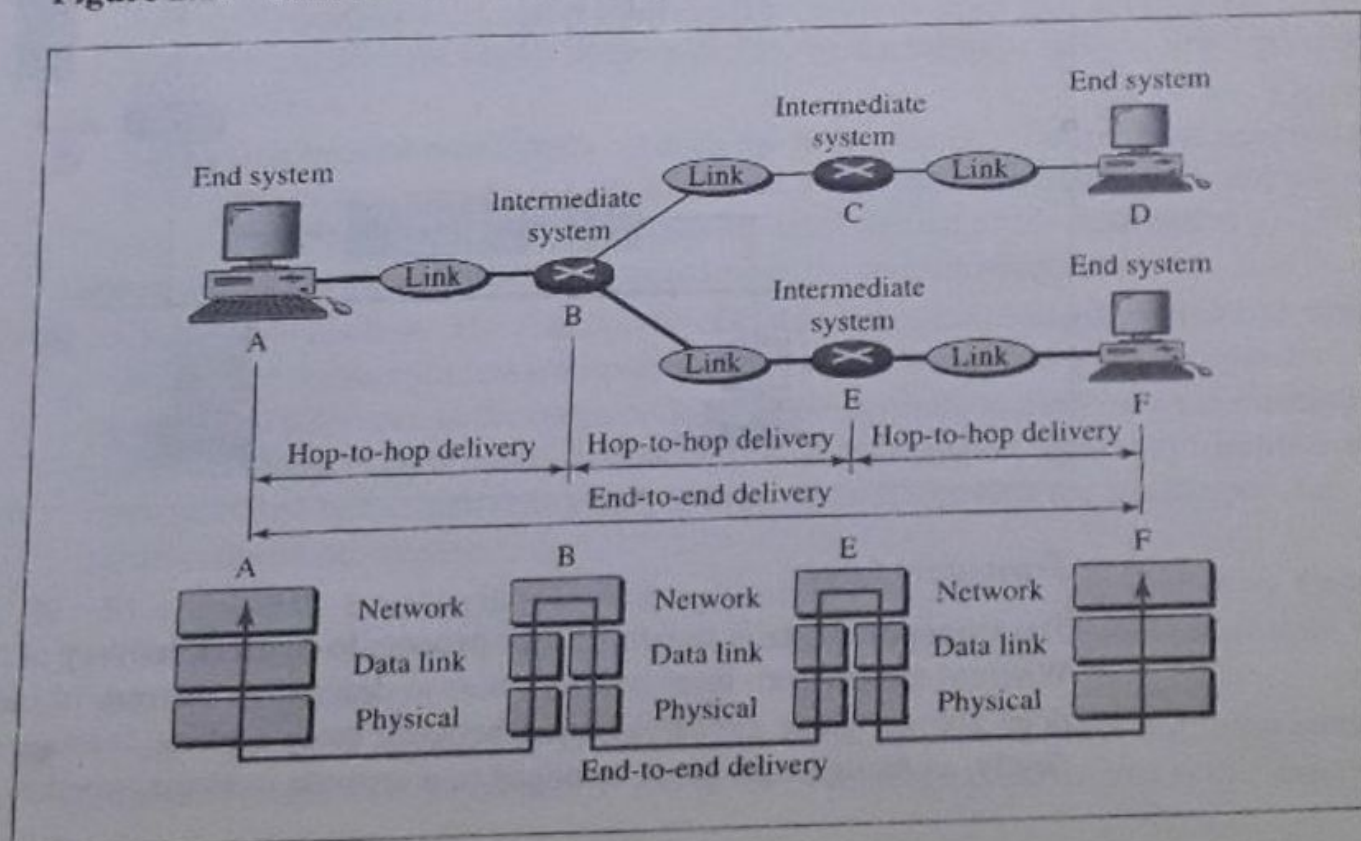 End system
Intermediate
system
End system
Link
Link
C
D
Intermediate
system
End system
Link
A
B
Intermediate
system
Link
Link
E
F
Hop-to-hop delivery
Hop-to-hop delivery
Hop-to-hop delivery
End-to-end delivery
A
B
E
F
Network
Network
Network
Data link
Data link
Data link
Physical
Physical
Physical
End-to-end delivery